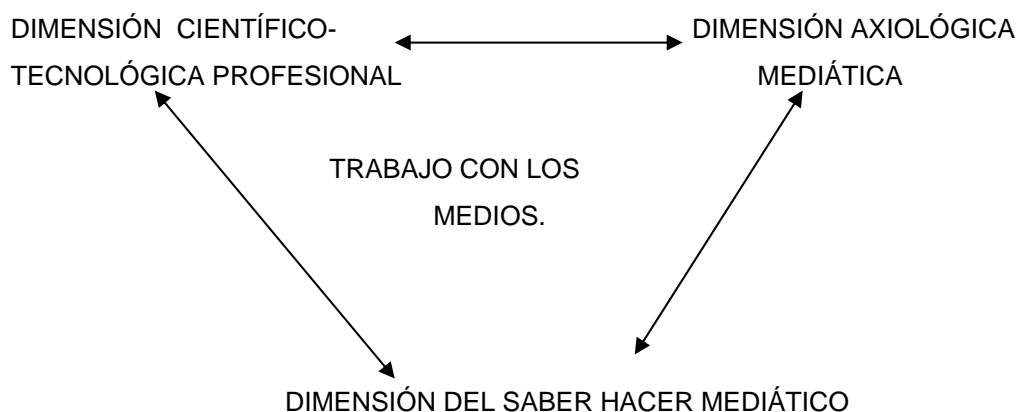 DIMENSIÓN CIENTÍFICO-
TECNOLÓGICA PROFESIONAL
DIMENSIÓN AXIOLÓGICA
MEDIÁTICA
TRABAJO CON LOS
MEDIOS.
DIMENSIÓN DEL SABER HACER MEDIÁTICO